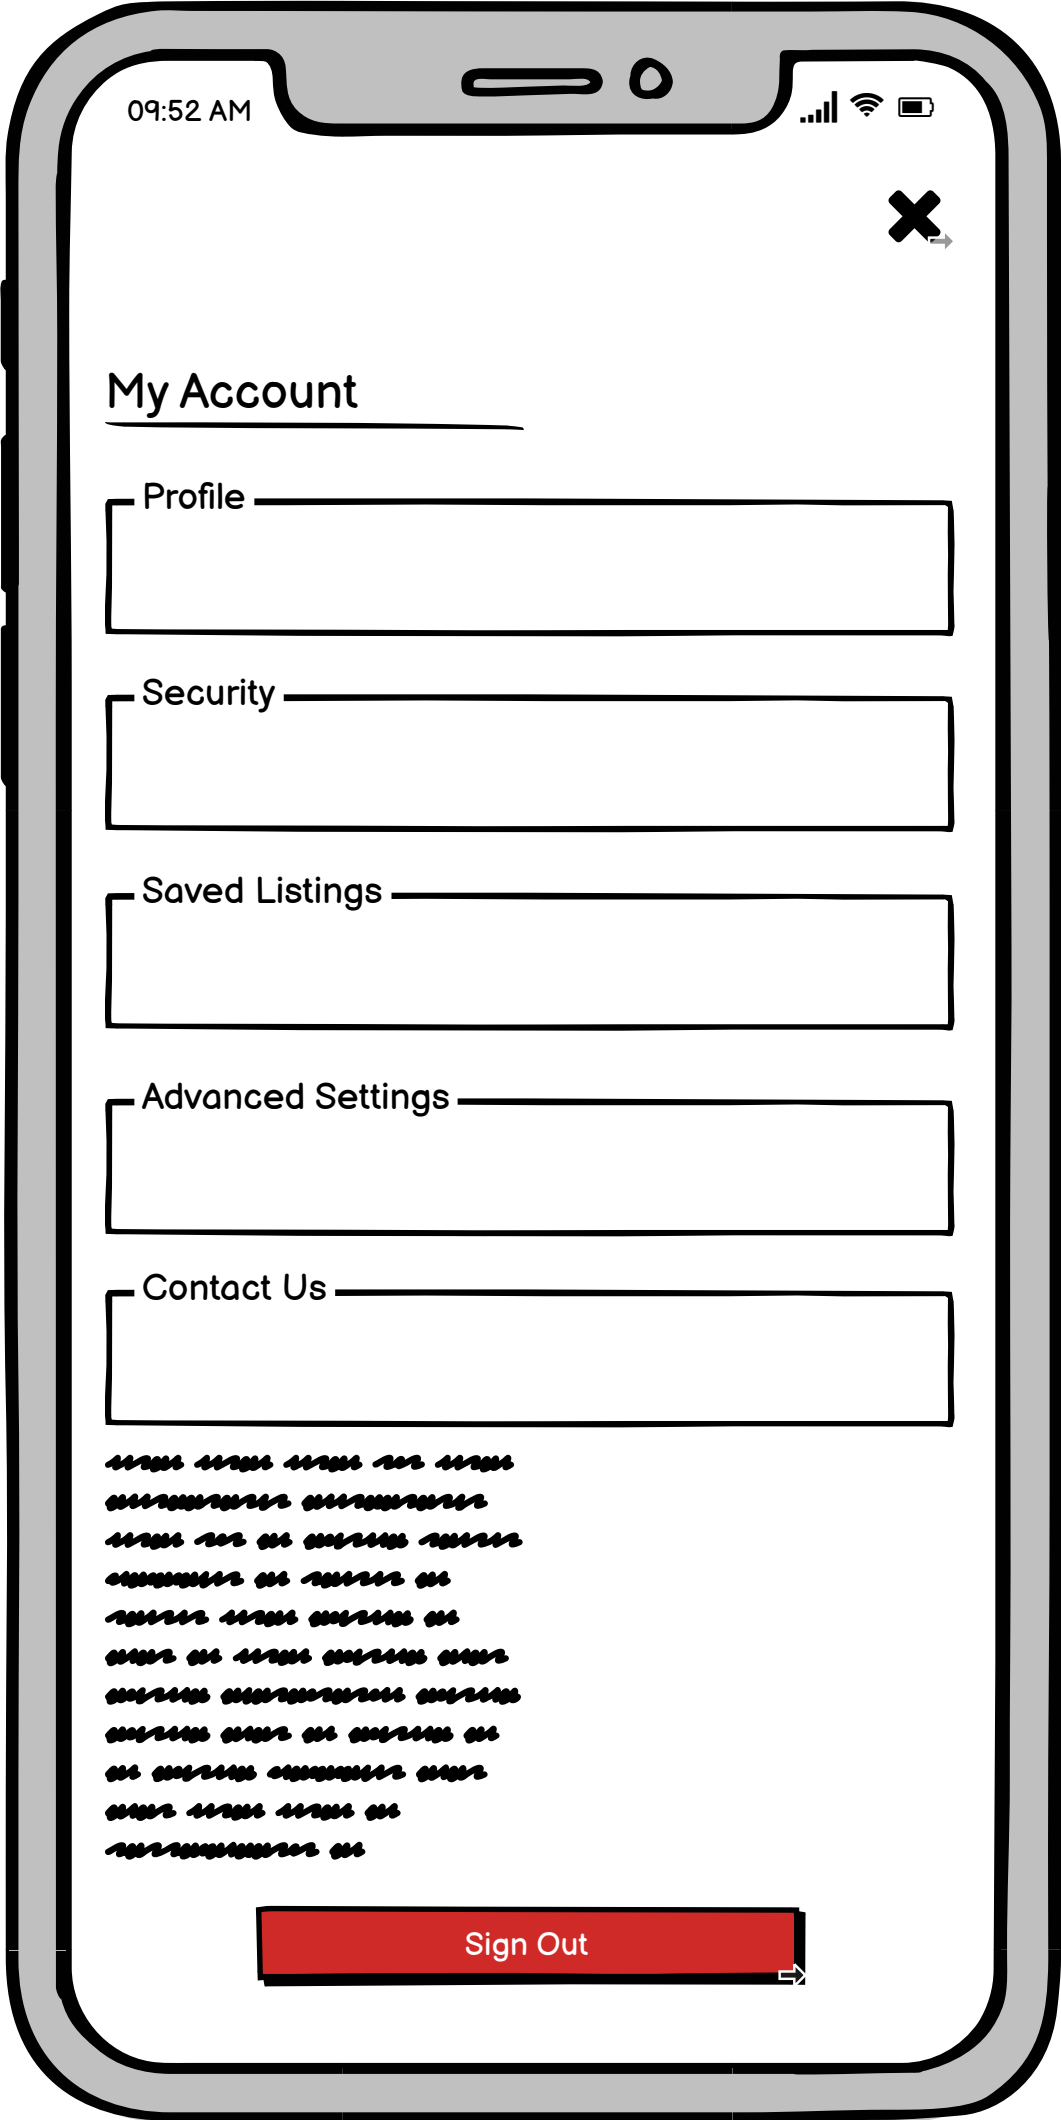 09:52 AM
My Account
Profile
Security
Saved Listings
Advanced Settings
Contact Us
Sign Out